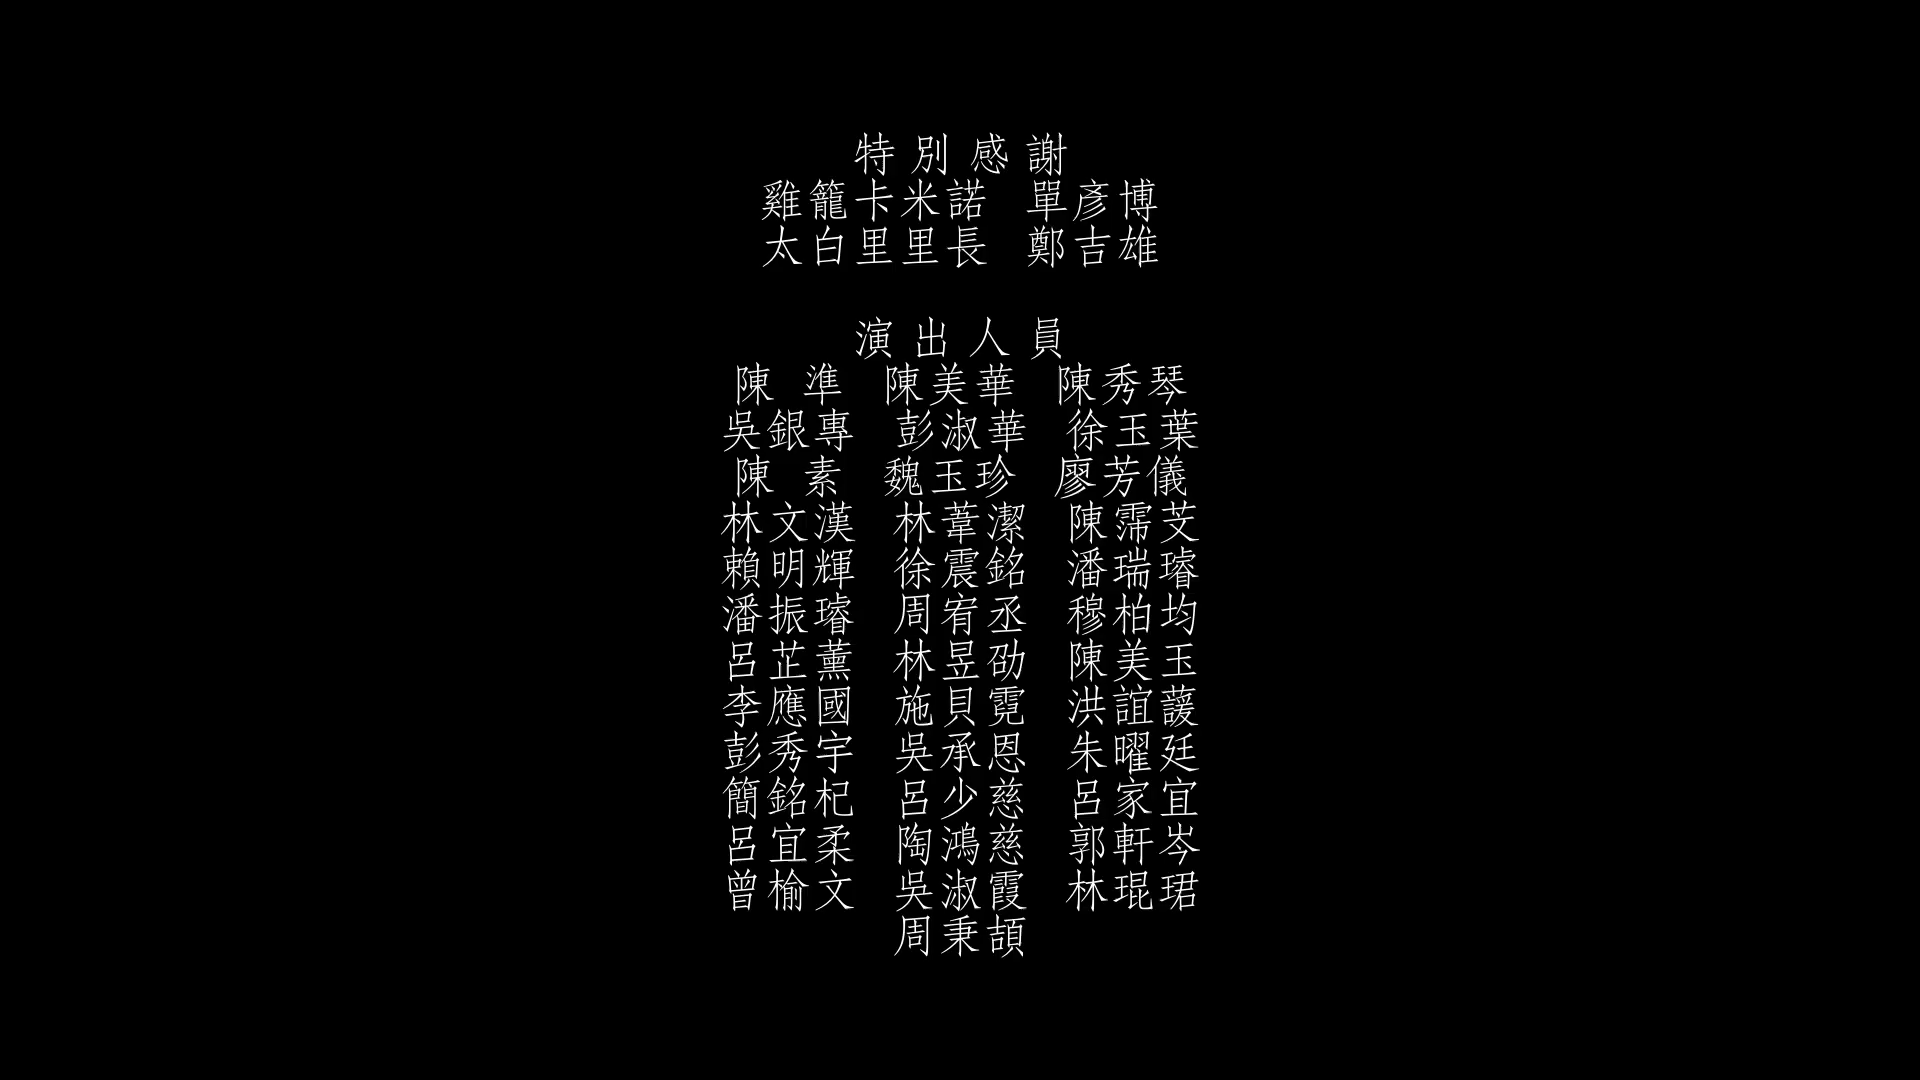 特別感謝
雞籠卡米諾 單彥博
太白里里長 鄭吉雄
演出人員
陳 準 陳美華 陳秀琴
吳銀專 彭淑華 徐玉葉
陳 素 魏玉珍 廖芳儀
林文漢 林葦潔 陳霈芠
賴明輝 徐震銘 潘瑞璿
潘振璿 周宥丞 穆柏均
呂芷薰 林昱劭 陳美玉
李應國 施貝霓 洪誼薐
彭秀宇 吳承恩 朱曜廷
簡銘杞 呂少慈 呂家宜
呂宜柔 陶鴻慈 郭軒岑
曾榆文 吳淑霞 林琨珺
周秉頡